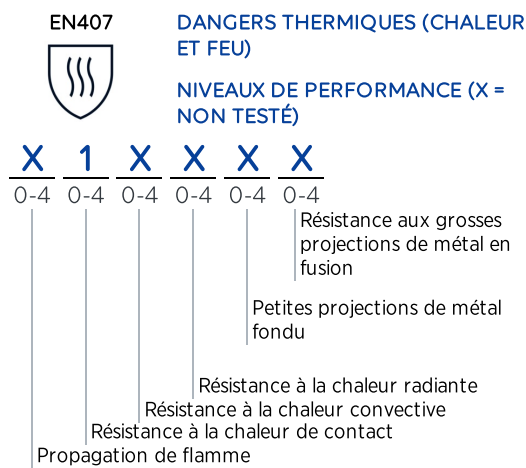 EN407
DANGERS THERMIQUES (CHALEUR
ET FEU)
NIVEAUX DE PERFORMANCE (X =
NON TESTÉ)
X 1 X X X X
0-4 0-4 0-4 0-4 0-4 0-4
Résistance aux grosses
projections de métal en
fusion
Petites projections de métal
fondu
Résistance à la chaleur radiante
Résistance à la chaleur convective
Résistance à la chaleur de contact
Propagation de flamme